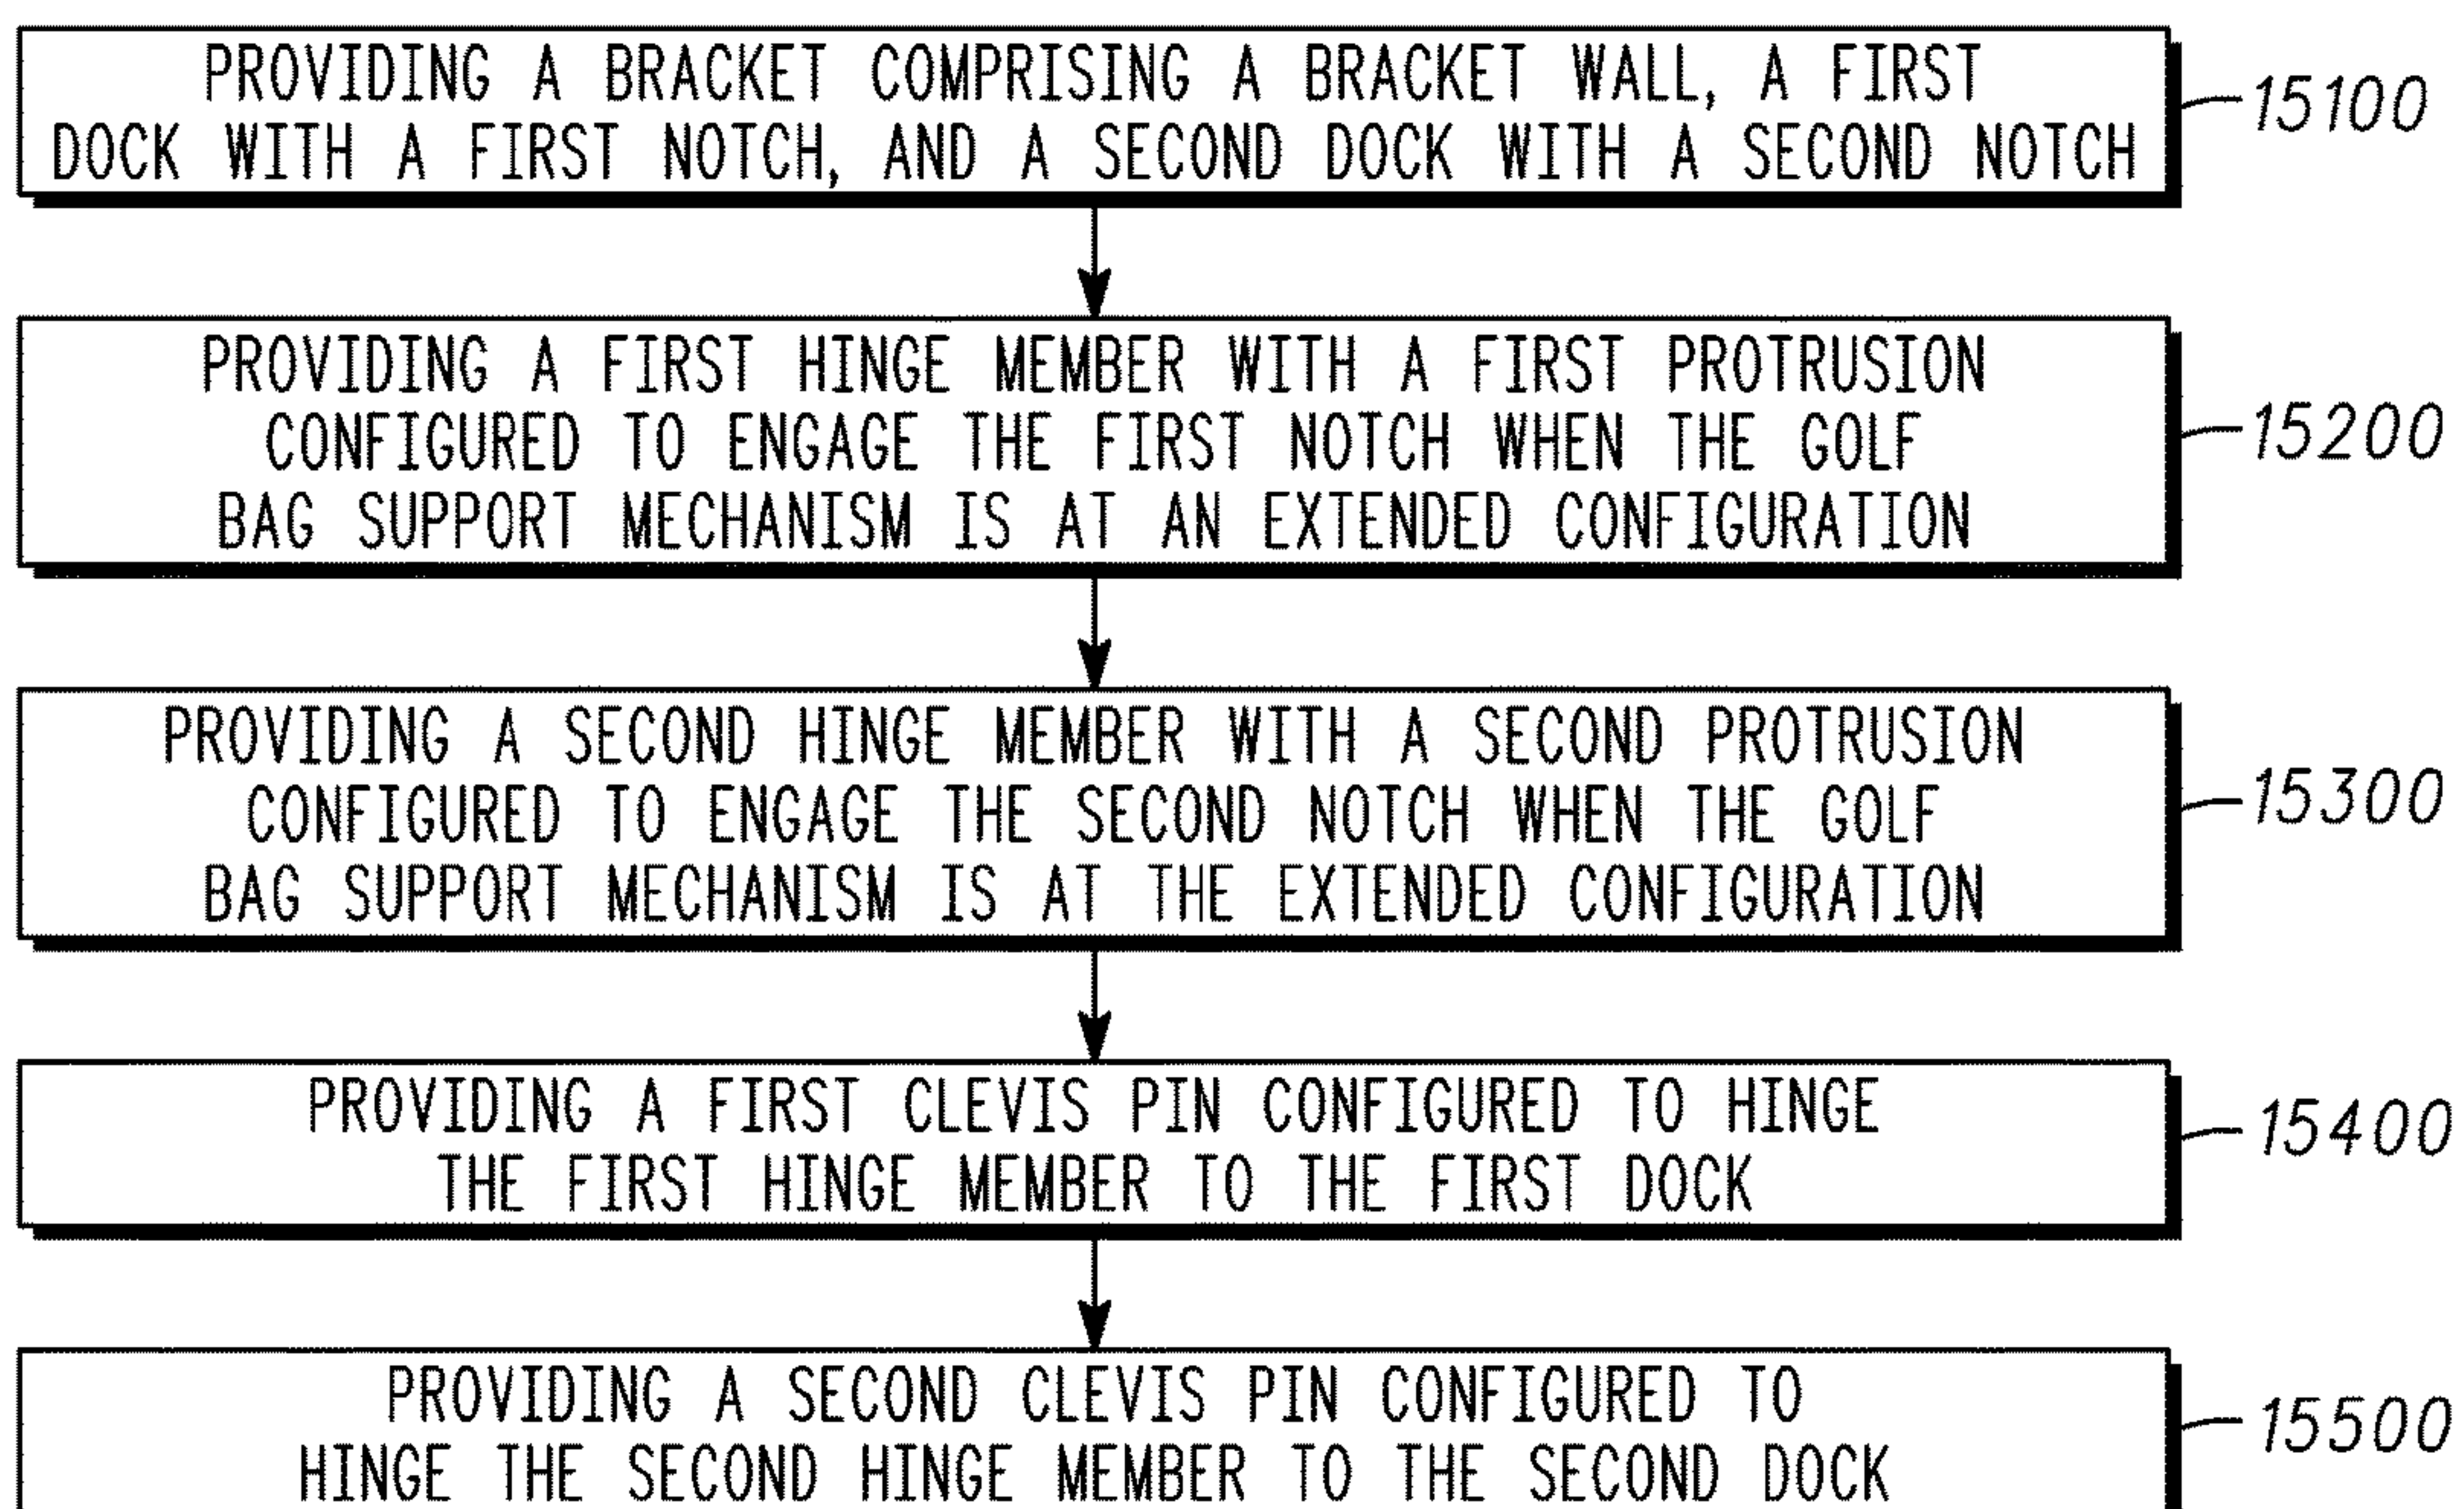 PROVIDING A BRACKET COMPRISING A BRACKET WALL, A FIRST
DOCK WITH A FIRST NOTCH, AND A SECOND DOCK WITH A SECOND NOTCH
15100
PROVIDING A FIRST HINGE MEMBER WITH A FIRST PROTRUSION
CONFIGURED TO ENGAGE THE FIRST NOTCH WHEN THE GOLF
BAG SUPPORT MECHANISM IS AT AN EXTENDED CONFIGURATION
15200
PROVIDING A SECOND HINGE MEMBER WITH A SECOND PROTRUSION
CONFIGURED TO ENGAGE THE SECOND NOTCH WHEN THE GOLF
BAG SUPPORT MECHANISM IS AT THE EXTENDED CONFIGURATION
15300
PROVIDING A FIRST CLEVIS PIN CONFIGURED TO HINGE
THE FIRST HINGE MEMBER TO THE FIRST DOCK
15400
PROVIDING A SECOND CLEVIS PIN CONFIGURED TO
HINGE THE SECOND HINGE MEMBER TO THE SECOND DOCK
15500